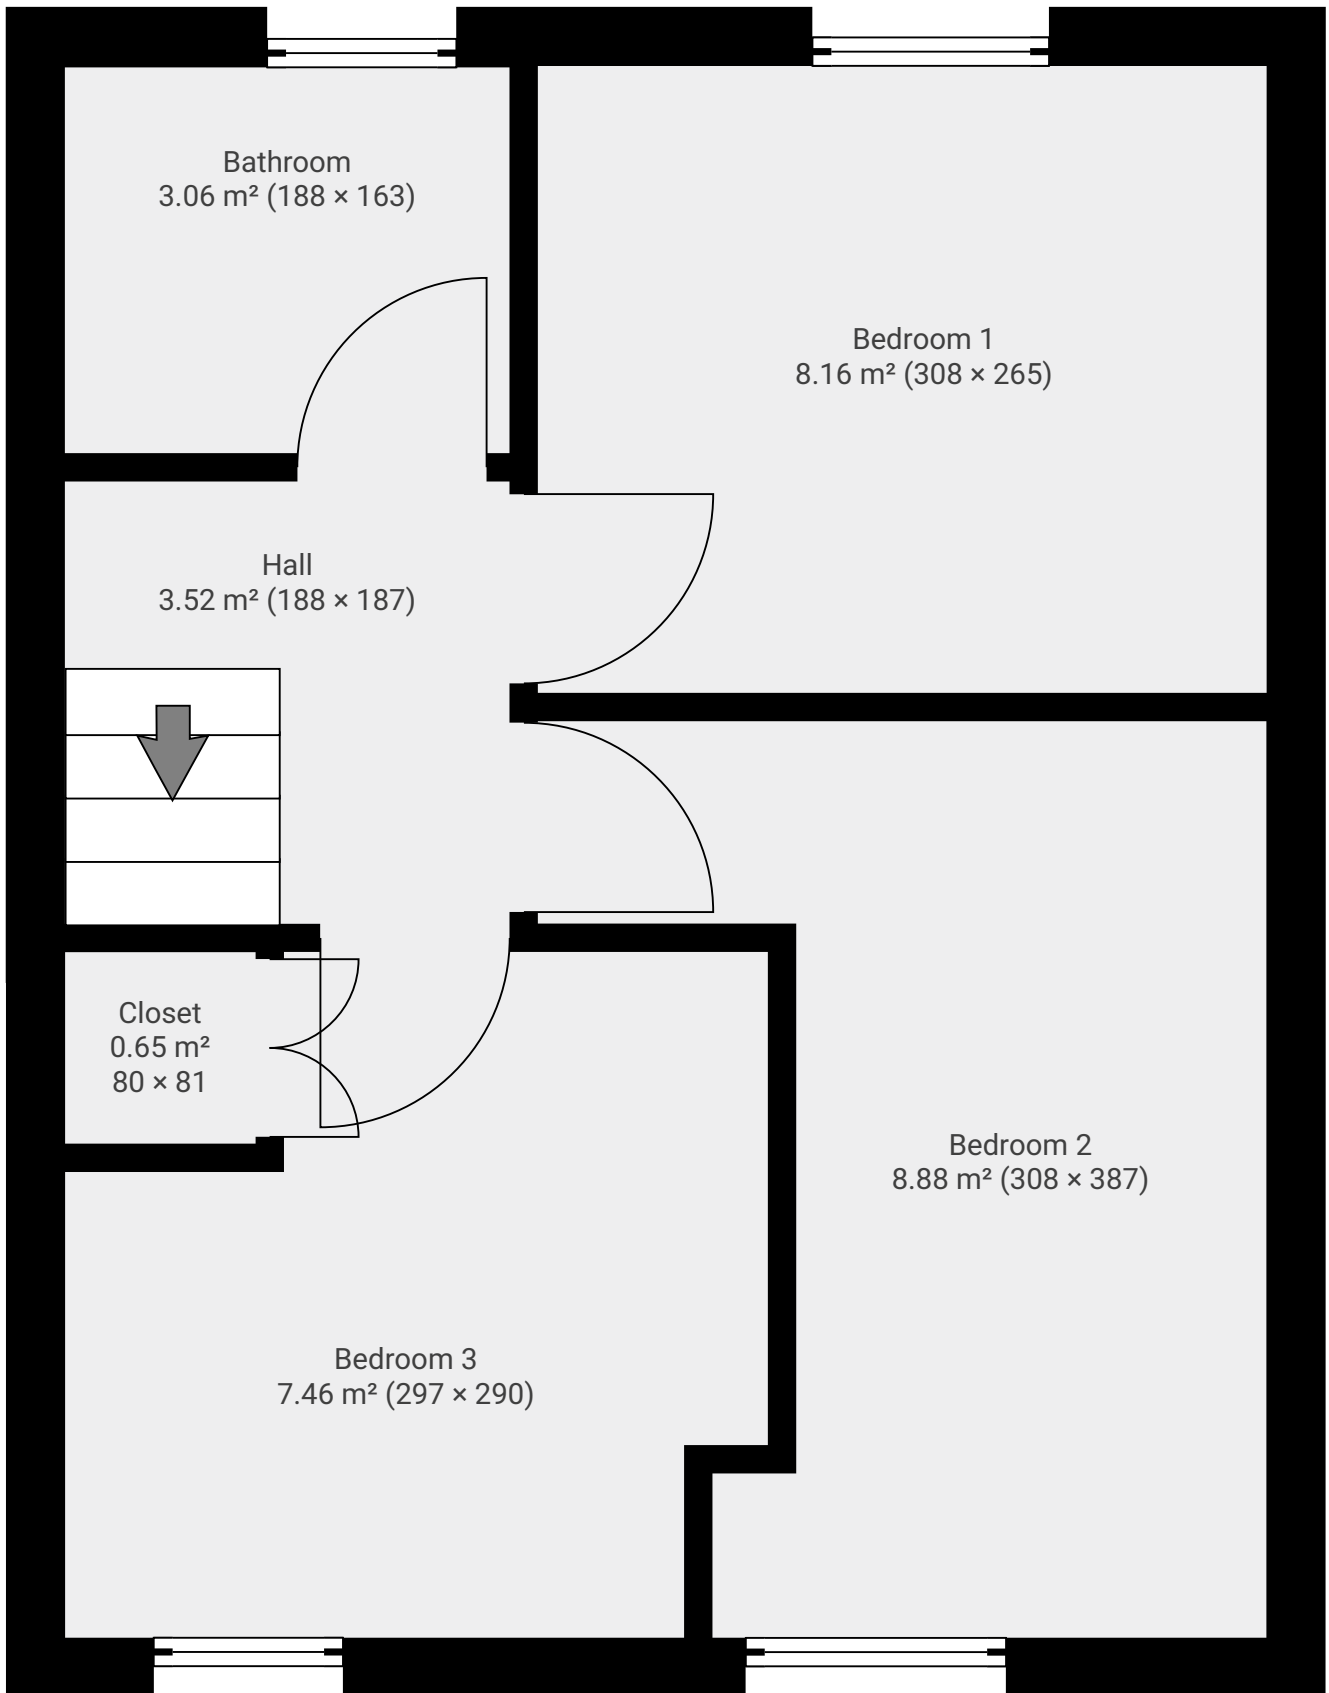 Bathroom
3.06 m² (188 × 163)
Bedroom 1
8.16 m² (308 × 265)
Hall
3.52 m² (188 × 187)
Closet
0.65 m²
80 × 81
Bedroom 2
8.88 m² (308 × 387)
Bedroom 3
7.46 m² (297 × 290)